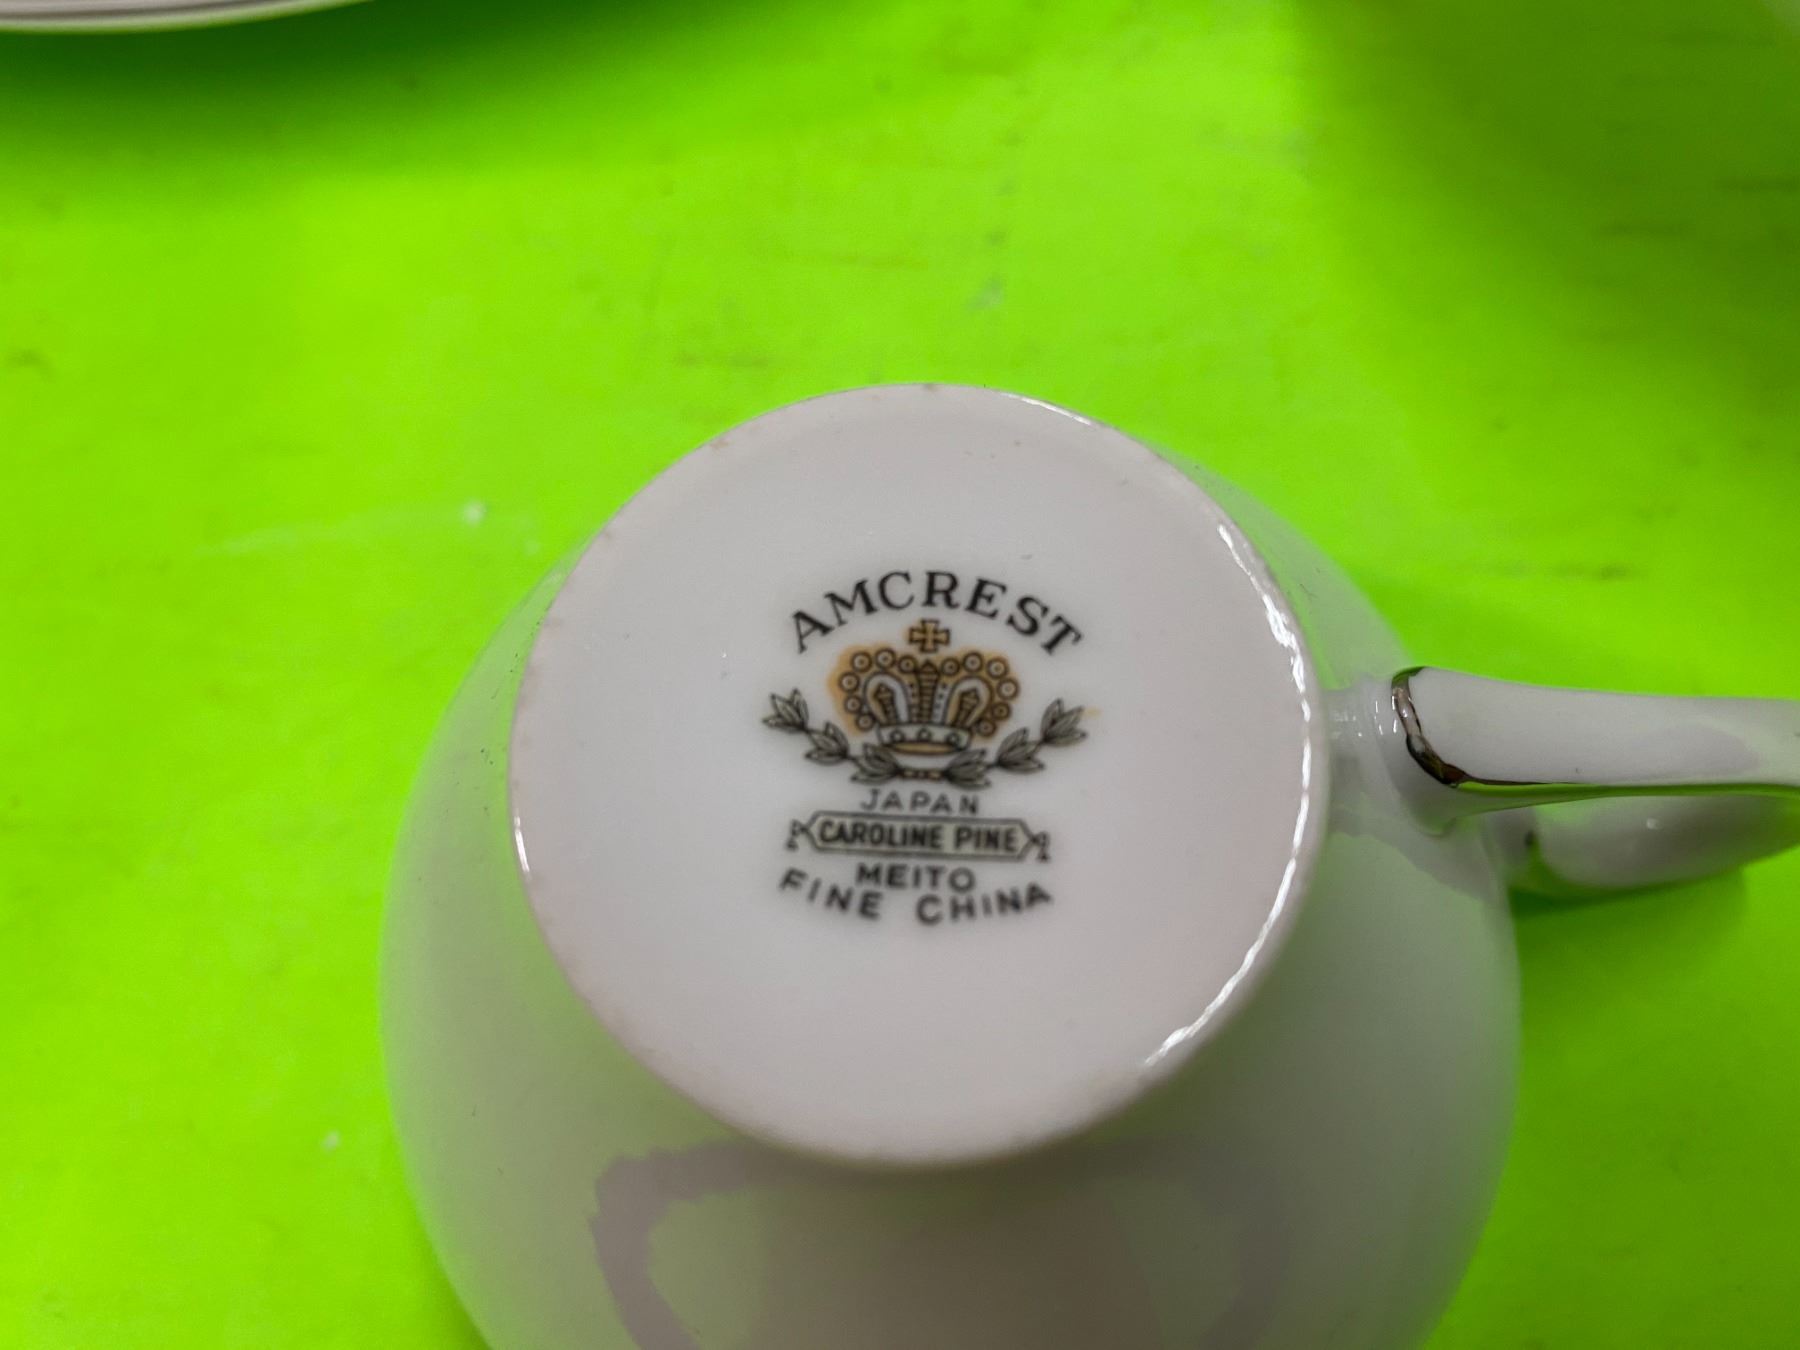 AMCREST
JAPAN
CAROLINE PINE
MEITO
FINE CHINA